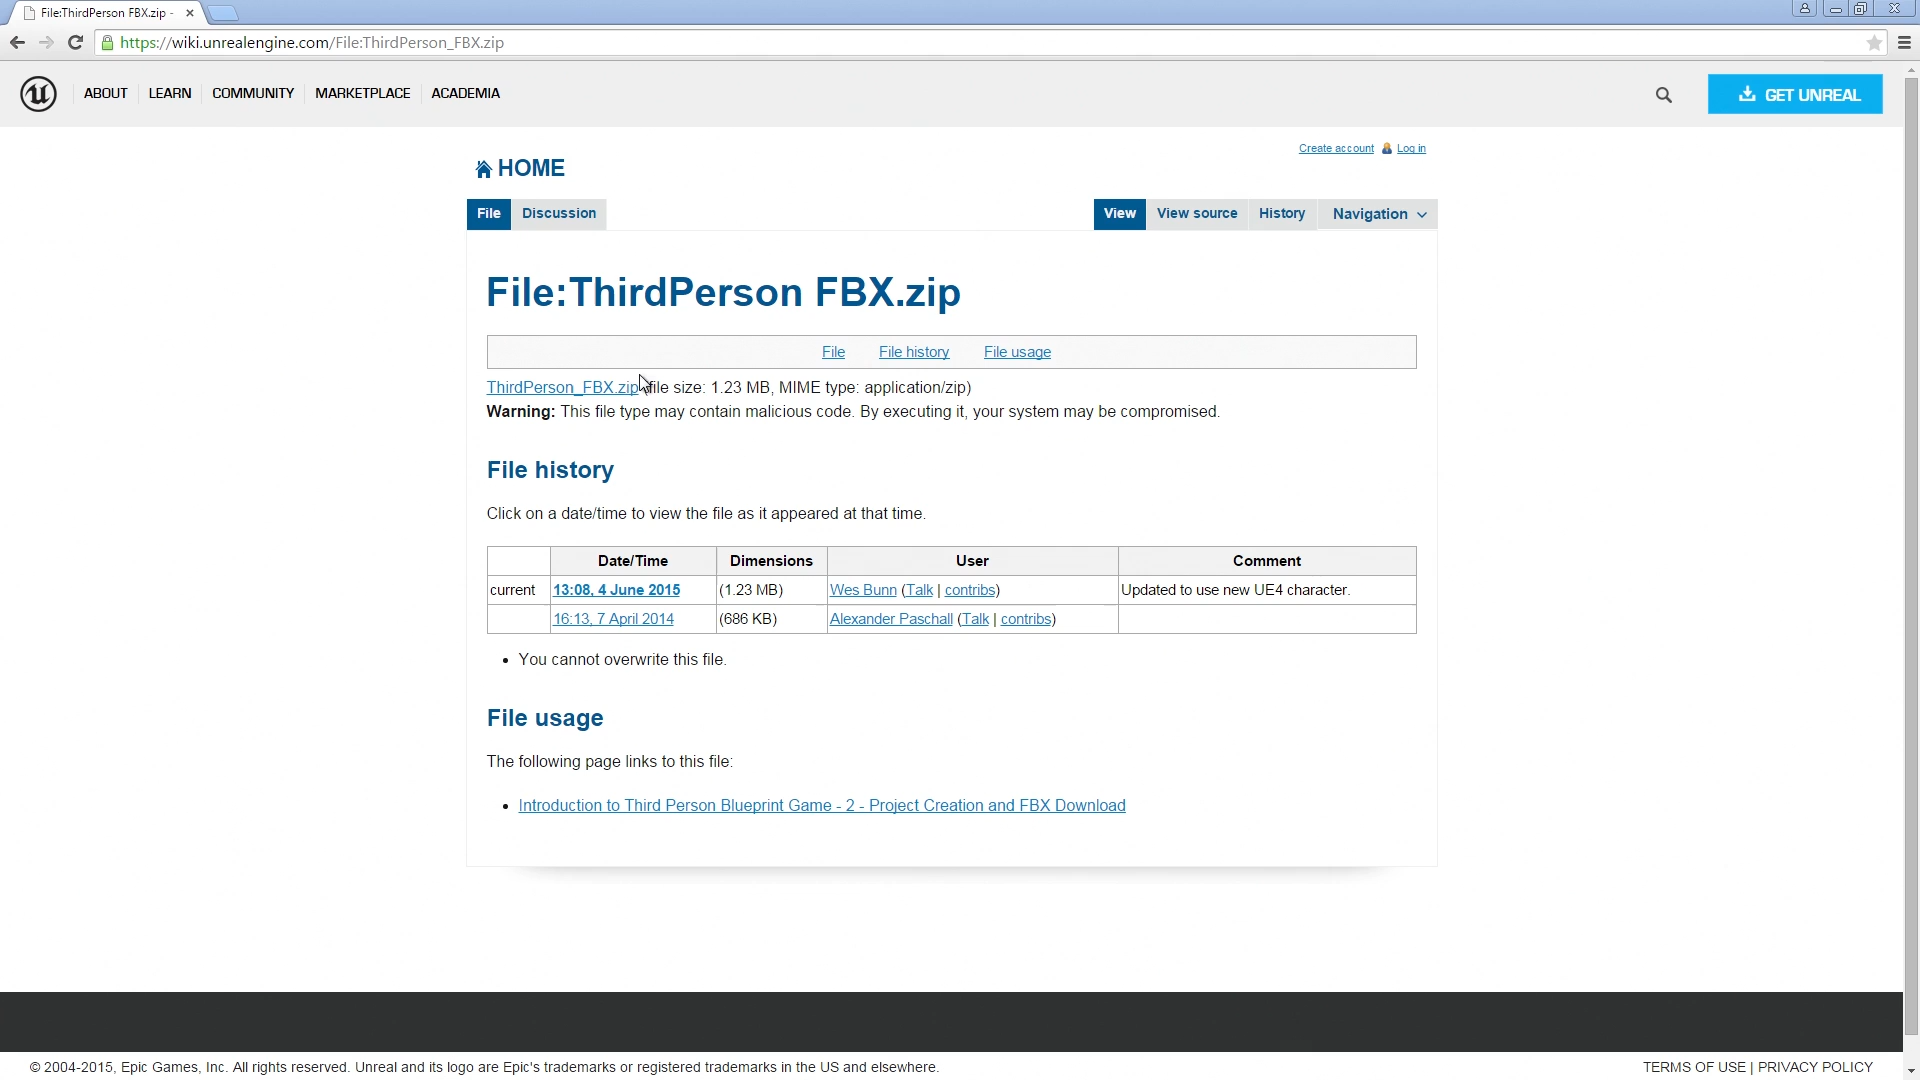 File:ThirdPerson FBX.zip -
https://wiki.unrealengine.com/File:ThirdPerson_FBX.zip
ABOUT LEARN COMMUNITY MARKETPLACE ACADEMIA GET UNREAL
Create account Log in
HOME
File Discussion View View source History Navigation
File:ThirdPerson FBX.zip
File File history File usage
ThirdPerson_FBX.zip file size: 1.23 MB, MIME type: application/zip)
Warning: This file type may contain malicious code. By executing it, your system may be compromised.
File history
Click on a date/time to view the file as it appeared at that time.
Date/Time Dimensions User Comment
current 13:08, 4 June 2015 (1.23 MB) Wes Bunn (Talk | contribs) Updated to use new UE4 character.
16:13, 7 April 2014 (686 KB) Alexander Paschall (Talk | contribs)
• You cannot overwrite this file.
File usage
The following page links to this file:
• Introduction to Third Person Blueprint Game - 2 - Project Creation and FBX Download
© 2004-2015, Epic Games, Inc. All rights reserved. Unreal and its logo are Epic's trademarks or registered trademarks in the US and elsewhere. TERMS OF USE | PRIVACY POLICY